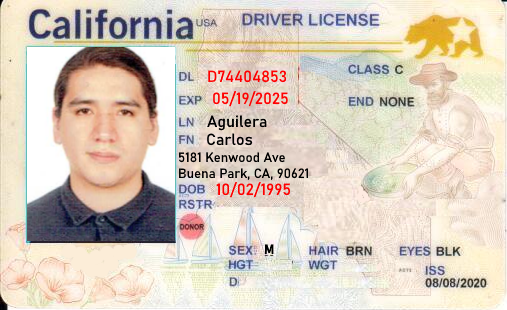 California USA DRIVER LICENSE
DL D74404853 CLASS C
EXP 05/19/2025 END NONE
LN Aguilera
FN Carlos
5181 Kenwood Ave
Buena Park, CA, 90621
DOB 10/02/1995
RSTR
DONOR
SEX M HAIR BRN EYES BLK
HGT WGT
ISS
08/08/2020